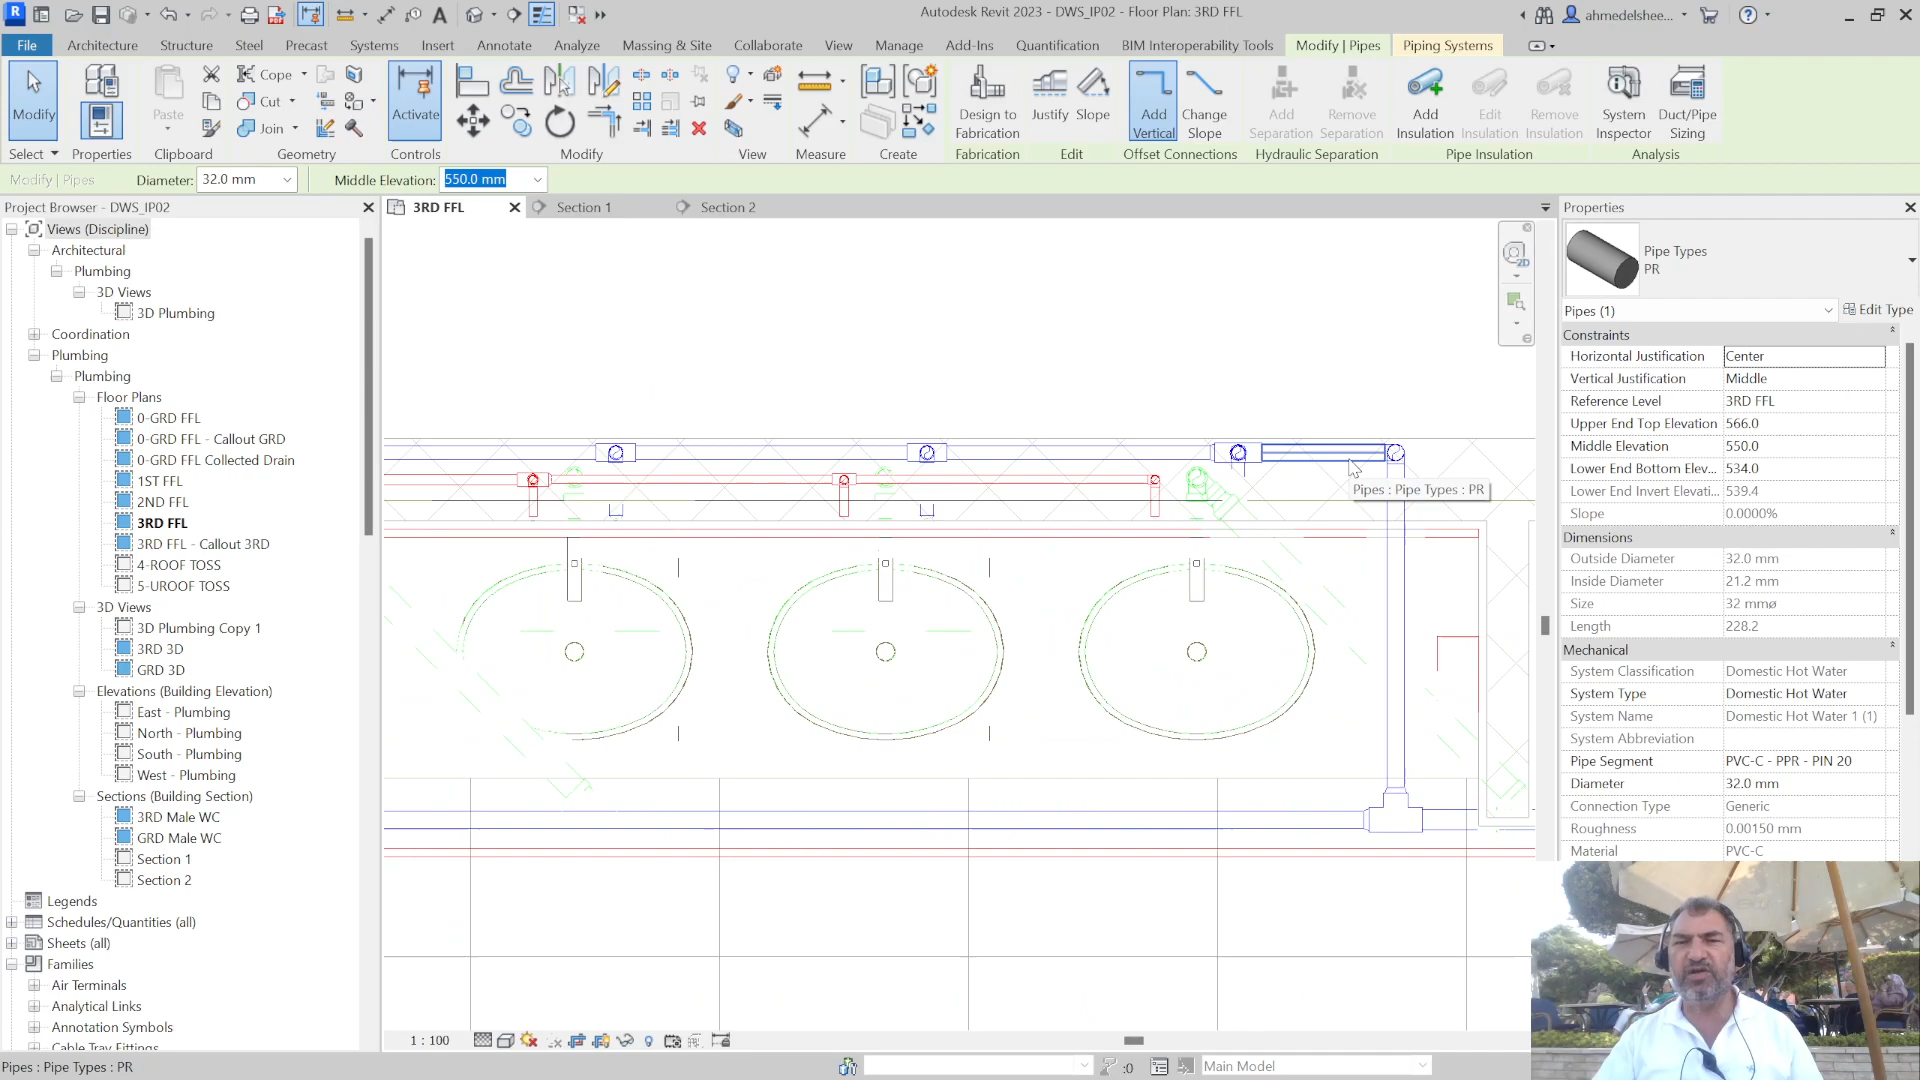 Autodesk Revit 2023 - DWS_IP02 - Floor Plan: 3RD FFL
ahmedelshee...
File Architecture Structure Steel Precast Systems Insert Annotate Analyze Massing & Site Collaborate View Manage Add-Ins Quantification BIM Interoperability Tools Modify | Pipes Piping Systems
Modify
Paste
Cope
Cut
Join
Activate
Design to Fabrication
Justify
Slope
Add Vertical
Change Slope
Add Separation
Remove Separation
Add Insulation
Edit Insulation
Remove Insulation
System Inspector
Duct/Pipe Sizing
Select Properties Clipboard Geometry Controls Modify View Measure Create Fabrication Edit Offset Connections Hydraulic Separation Pipe Insulation Analysis
Modify | Pipes Diameter: 32.0 mm Middle Elevation: 550.0 mm
Project Browser - DWS_IP02
Views (Discipline)
Architectural
Plumbing
3D Views
3D Plumbing
Coordination
Plumbing
Plumbing
Floor Plans
0-GRD FFL
0-GRD FFL - Callout GRD
0-GRD FFL Collected Drain
1ST FFL
2ND FFL
3RD FFL
3RD FFL - Callout 3RD
4-ROOF TOSS
5-UROOF TOSS
3D Views
3D Plumbing Copy 1
3RD 3D
GRD 3D
Elevations (Building Elevation)
East - Plumbing
North - Plumbing
South - Plumbing
West - Plumbing
Sections (Building Section)
3RD Male WC
GRD Male WC
Section 1
Section 2
Legends
Schedules/Quantities (all)
Sheets (all)
Families
Air Terminals
Analytical Links
Annotation Symbols
Cable Tray Fittings
3RD FFL Section 1 Section 2
2D
Pipes : Pipe Types : PR
Properties
Pipe Types
PR
Pipes (1) Edit Type
Constraints
Horizontal Justification Center
Vertical Justification Middle
Reference Level 3RD FFL
Upper End Top Elevation 566.0
Middle Elevation 550.0
Lower End Bottom Elev... 534.0
Lower End Invert Elevati... 539.4
Slope 0.0000%
Dimensions
Outside Diameter 32.0 mm
Inside Diameter 21.2 mm
Size 32 mmø
Length 228.2
Mechanical
System Classification Domestic Hot Water
System Type Domestic Hot Water
System Name Domestic Hot Water 1 (1)
System Abbreviation
Pipe Segment PVC-C - PPR - PIN 20
Diameter 32.0 mm
Connection Type Generic
Roughness 0.00150 mm
Material PVC-C
1 : 100
Pipes : Pipe Types : PR
:0
Main Model